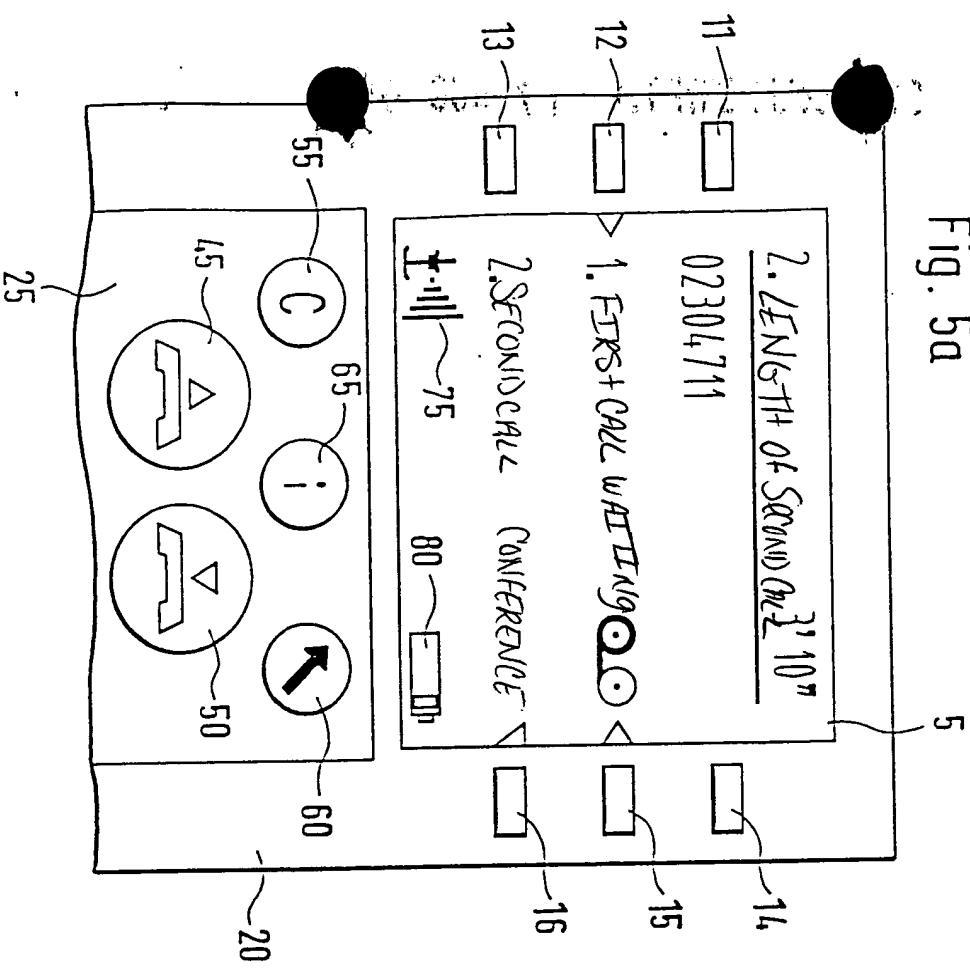 Fig. 5a
5
2. LENGTH of SECOND CALL 3' 10"
02304711
1. FIRSt CALL WAITING
2. SECOND CALL CONFERENCE
75
80
11
12
13
14
15
16
55
C
65
i
60
45
50
25
20